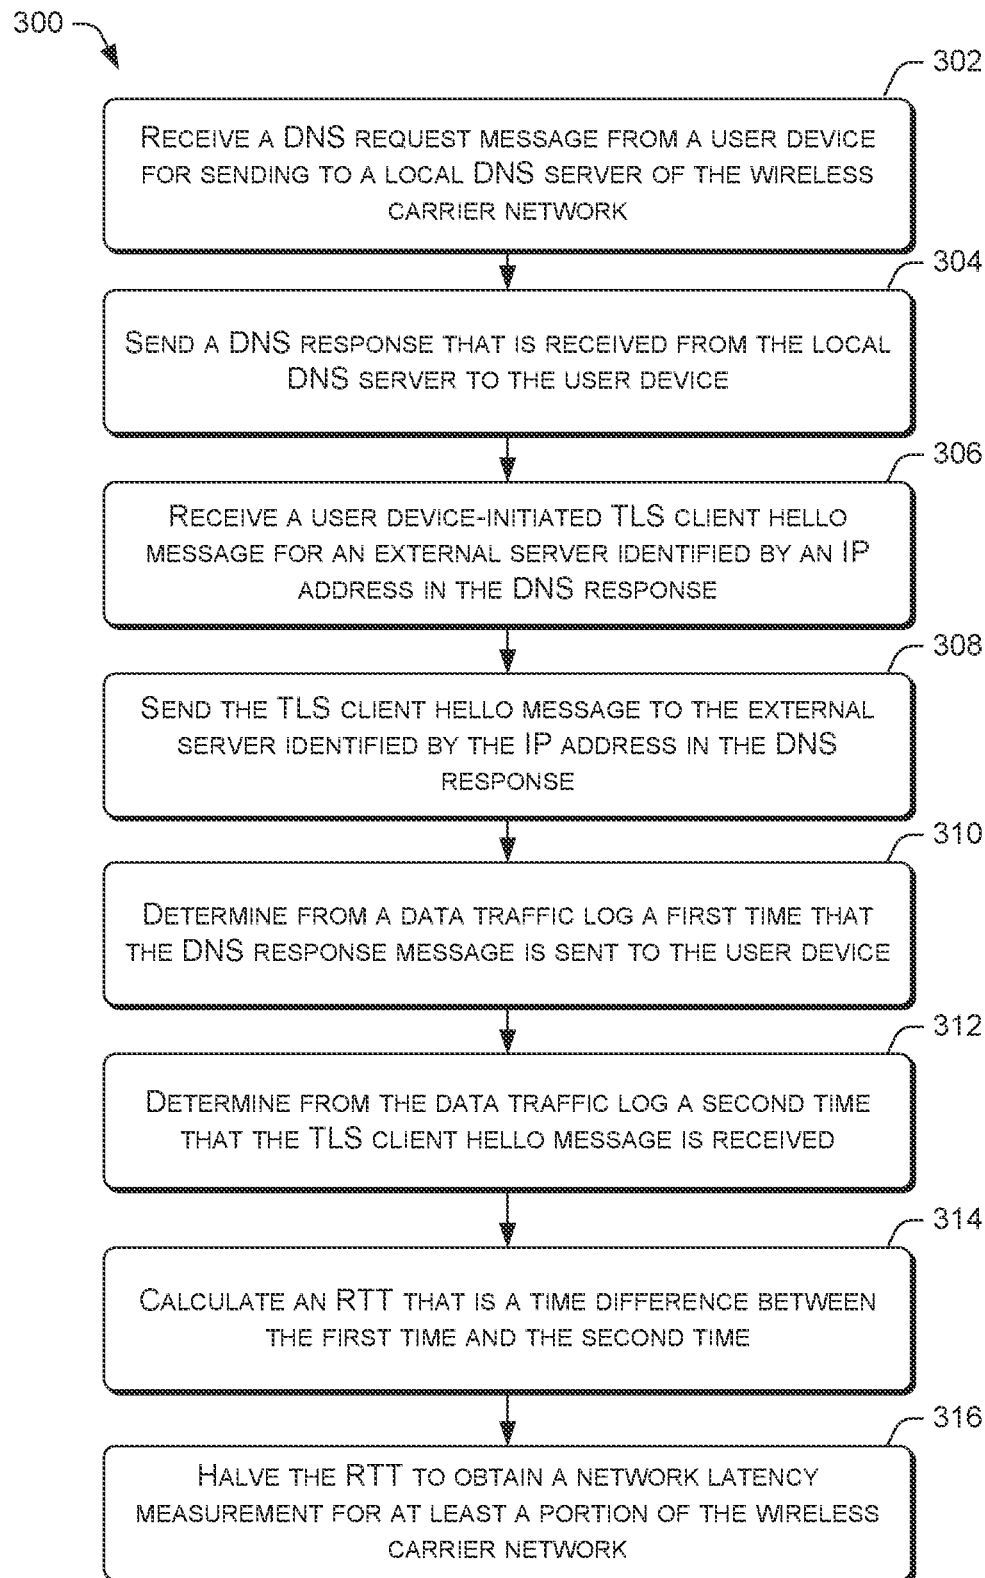 300
302
RECEIVE A DNS REQUEST MESSAGE FROM A USER DEVICE
FOR SENDING TO A LOCAL DNS SERVER OF THE WIRELESS
CARRIER NETWORK
304
SEND A DNS RESPONSE THAT IS RECEIVED FROM THE LOCAL
DNS SERVER TO THE USER DEVICE
306
RECEIVE A USER DEVICE-INITIATED TLS CLIENT HELLO
MESSAGE FOR AN EXTERNAL SERVER IDENTIFIED BY AN IP
ADDRESS IN THE DNS RESPONSE
308
SEND THE TLS CLIENT HELLO MESSAGE TO THE EXTERNAL
SERVER IDENTIFIED BY THE IP ADDRESS IN THE DNS
RESPONSE
310
DETERMINE FROM A DATA TRAFFIC LOG A FIRST TIME THAT
THE DNS RESPONSE MESSAGE IS SENT TO THE USER DEVICE
312
DETERMINE FROM THE DATA TRAFFIC LOG A SECOND TIME
THAT THE TLS CLIENT HELLO MESSAGE IS RECEIVED
314
CALCULATE AN RTT THAT IS A TIME DIFFERENCE BETWEEN
THE FIRST TIME AND THE SECOND TIME
316
HALVE THE RTT TO OBTAIN A NETWORK LATENCY
MEASUREMENT FOR AT LEAST A PORTION OF THE WIRELESS
CARRIER NETWORK